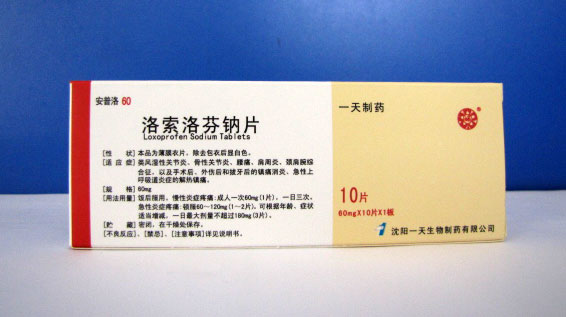 安普洛 60
洛索洛芬钠片
Loxoprofen Sodium Tablets
[性 状] 本品为薄膜衣片，除去包衣后显白色。
[适 应 症] 类风湿性关节炎、骨性关节炎、腰痛、肩周炎、颈肩腕综
合征，以及手术后、外伤后和拔牙后的镇痛消炎、急性上
呼吸道炎症的解热镇痛。
[规 格] 60mg
[用法用量] 饭后服用，慢性炎症疼痛:成人一次60mg(1片)，一日三次，
急性炎症疼痛:顿服60～120mg(1～2片)，可根据年龄、症状
适当增减，一日最大剂量不超过180mg(3片)。
[贮 藏] 密闭，在干燥处保存。
[不良反应]、[禁忌]、[注意事项]详见说明书。
一天制药
10片
60mg×10片×1板
沈阳一天生物制药有限公司